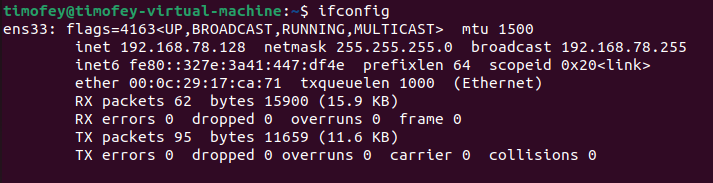 timofey@timofey-virtual-machine:~$ ifconfig
ens33: flags=4163<UP,BROADCAST,RUNNING,MULTICAST>  mtu 1500
        inet 192.168.78.128  netmask 255.255.255.0  broadcast 192.168.78.255
        inet6 fe80::327e:3a41:447:df4e  prefixlen 64  scopeid 0x20<link>
        ether 00:0c:29:17:ca:71  txqueuelen 1000  (Ethernet)
        RX packets 62  bytes 15900 (15.9 KB)
        RX errors 0  dropped 0  overruns 0  frame 0
        TX packets 95  bytes 11659 (11.6 KB)
        TX errors 0  dropped 0 overruns 0  carrier 0  collisions 0